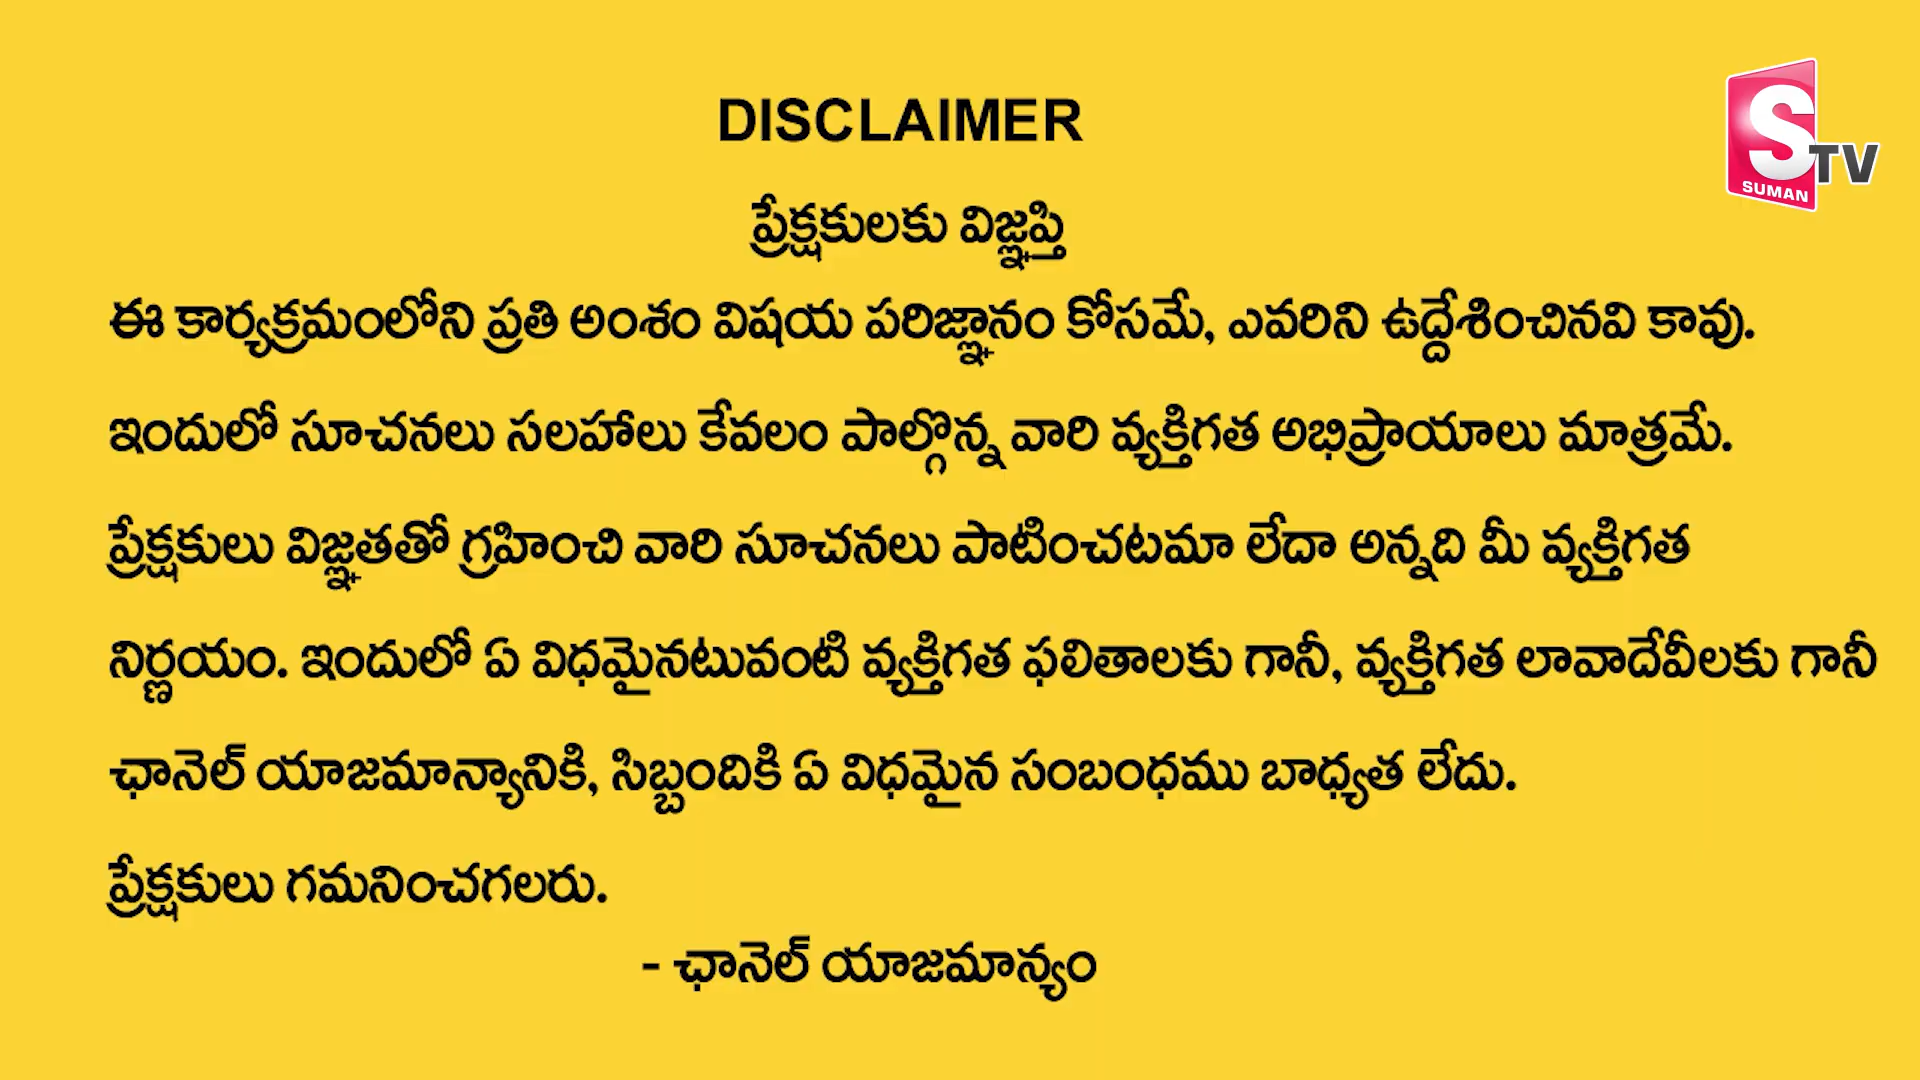 DISCLAIMER
S TV
SUMAN
ప్రేక్షకులకు విజ్ఞప్తి
ఈ కార్యక్రమంలోని ప్రతి అంశం విషయ పరిజ్ఞానం కోసమే, ఎవరిని ఉద్దేశించినవి కావు.
ఇందులో సూచనలు సలహాలు కేవలం పాల్గొన్న వారి వ్యక్తిగత అభిప్రాయాలు మాత్రమే.
ప్రేక్షకులు విజ్ఞతతో గ్రహించి వారి సూచనలు పాటించటమా లేదా అన్నది మీ వ్యక్తిగత
నిర్ణయం. ఇందులో ఏ విధమైనటువంటి వ్యక్తిగత ఫలితాలకు గానీ, వ్యక్తిగత లావాదేవీలకు గానీ
ఛానెల్ యాజమాన్యానికి, సిబ్బందికి ఏ విధమైన సంబంధము బాధ్యత లేదు.
ప్రేక్షకులు గమనించగలరు.
- ఛానెల్ యాజమాన్యం